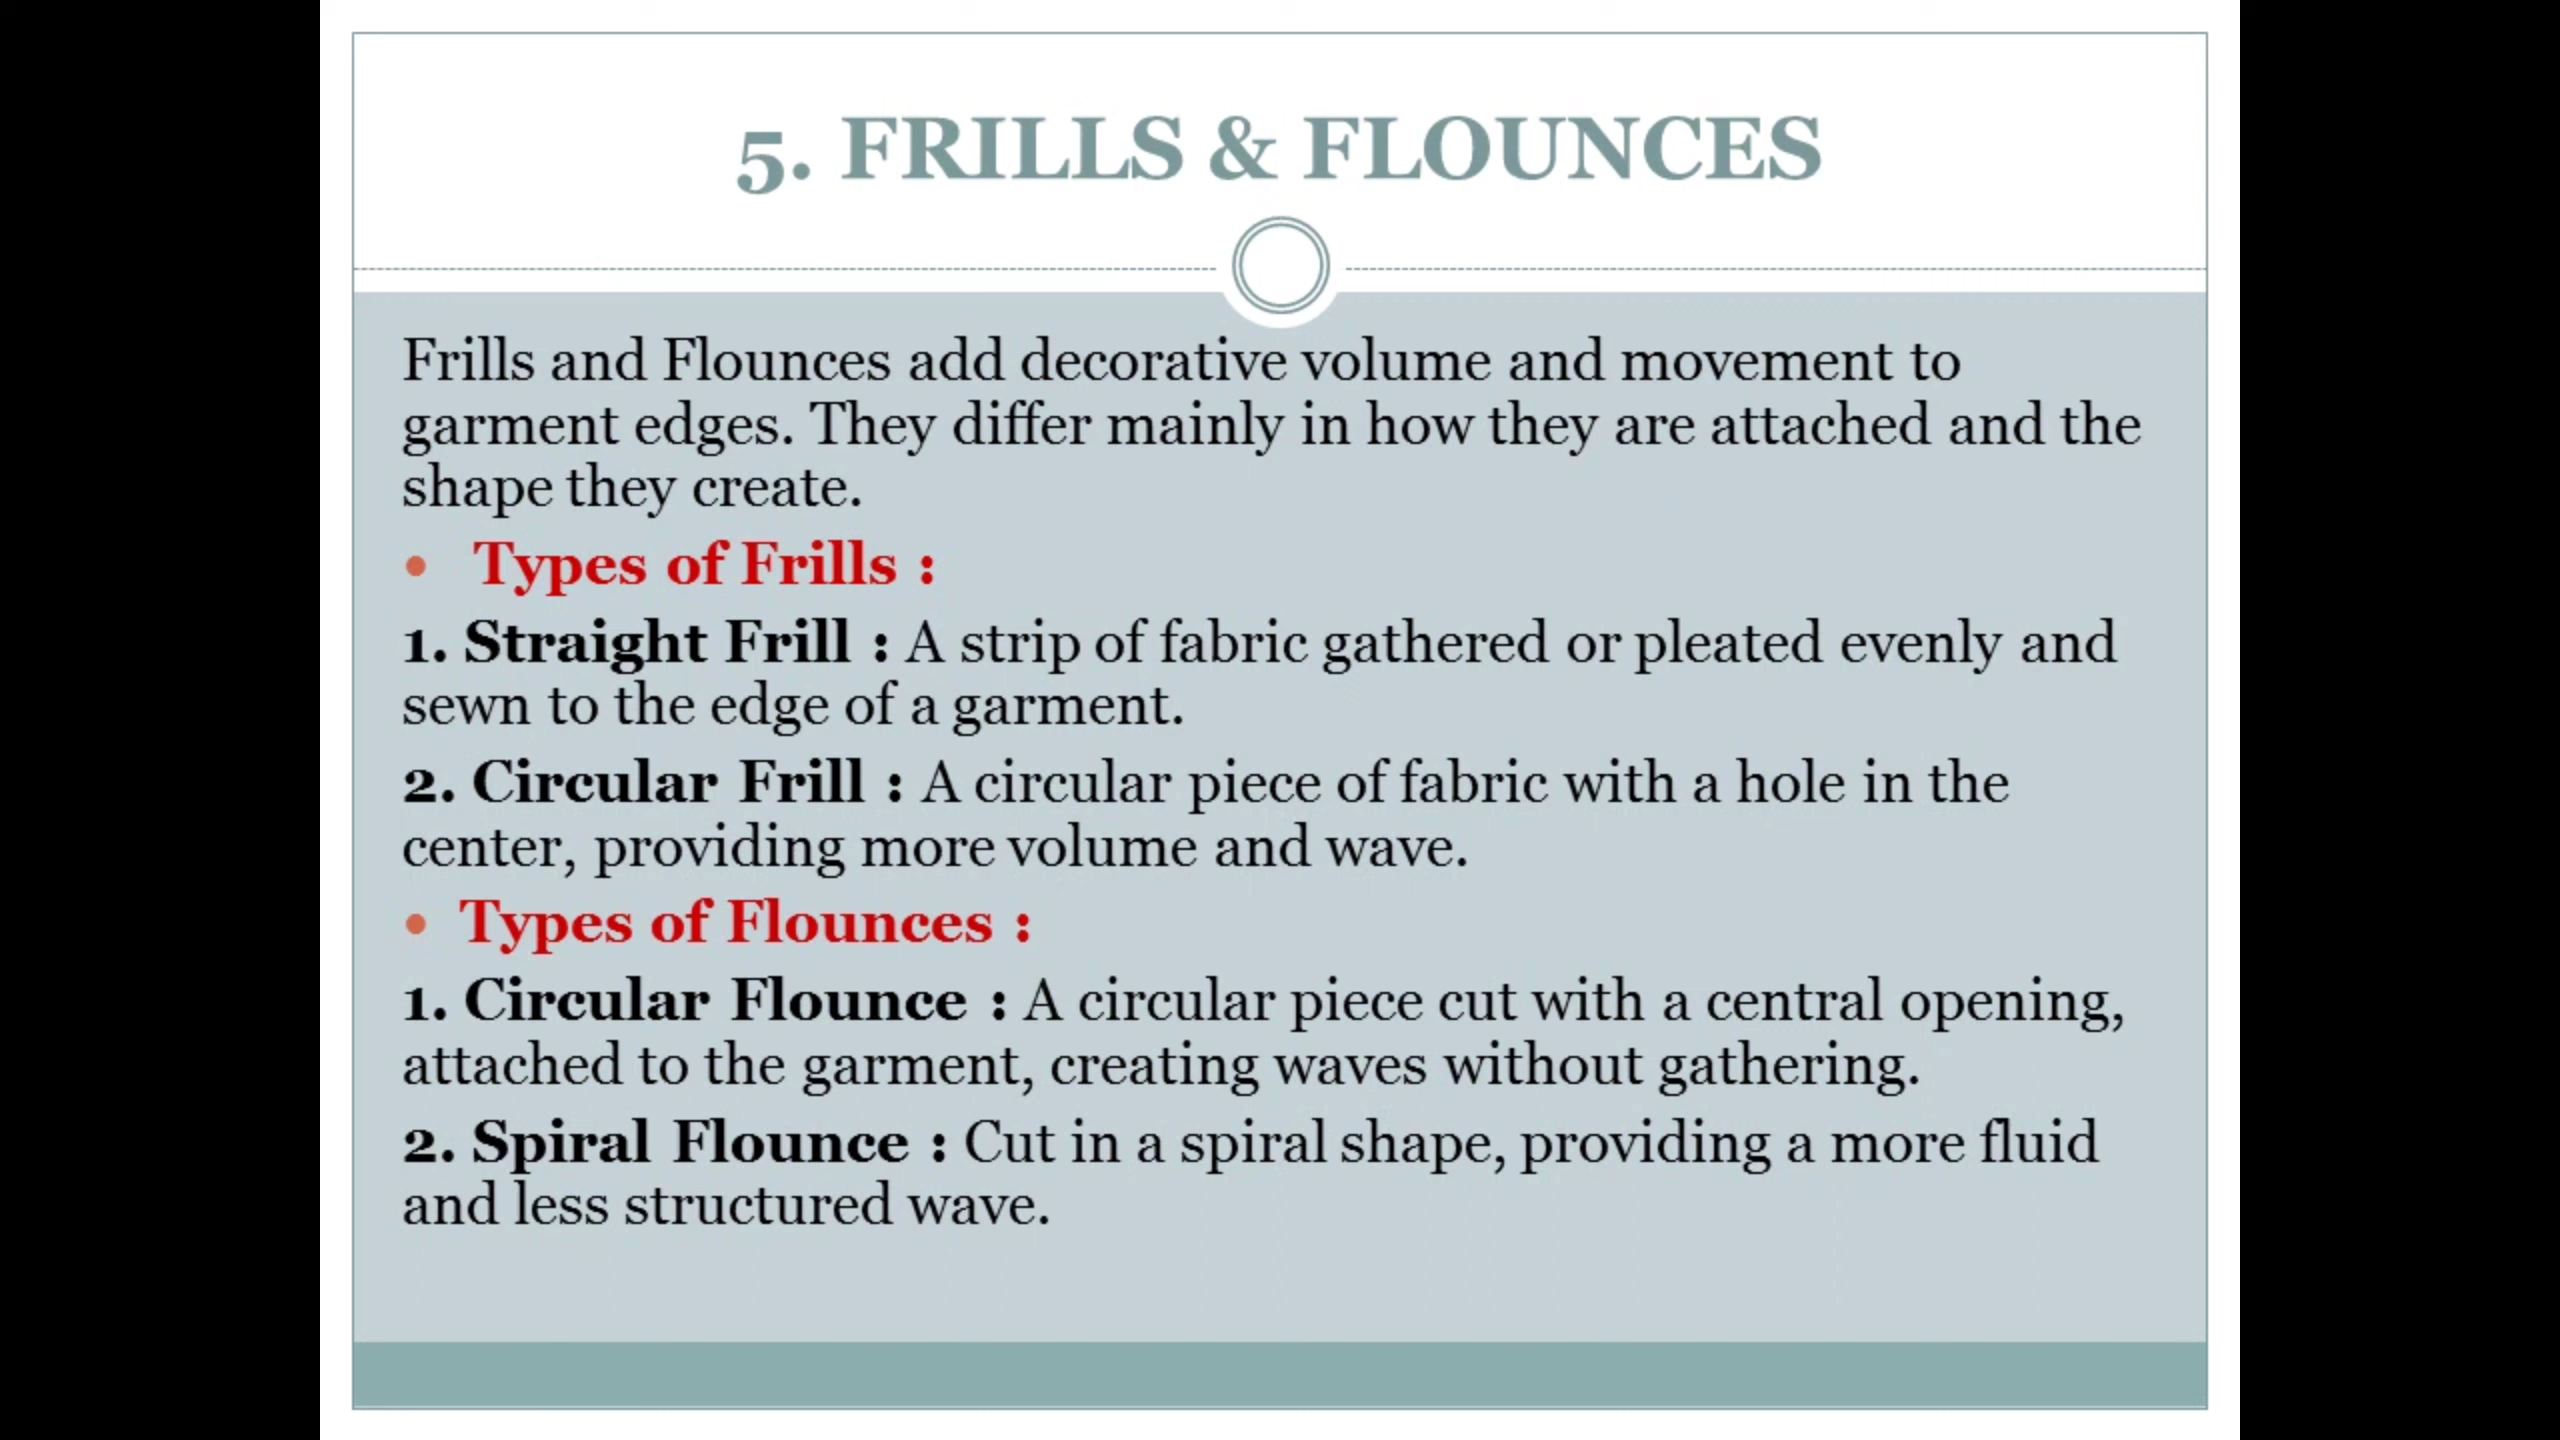 5. FRILLS & FLOUNCES
Frills and Flounces add decorative volume and movement to
garment edges. They differ mainly in how they are attached and the
shape they create.
• Types of Frills :
1. Straight Frill : A strip of fabric gathered or pleated evenly and
sewn to the edge of a garment.
2. Circular Frill : A circular piece of fabric with a hole in the
center, providing more volume and wave.
• Types of Flounces :
1. Circular Flounce : A circular piece cut with a central opening,
attached to the garment, creating waves without gathering.
2. Spiral Flounce : Cut in a spiral shape, providing a more fluid
and less structured wave.